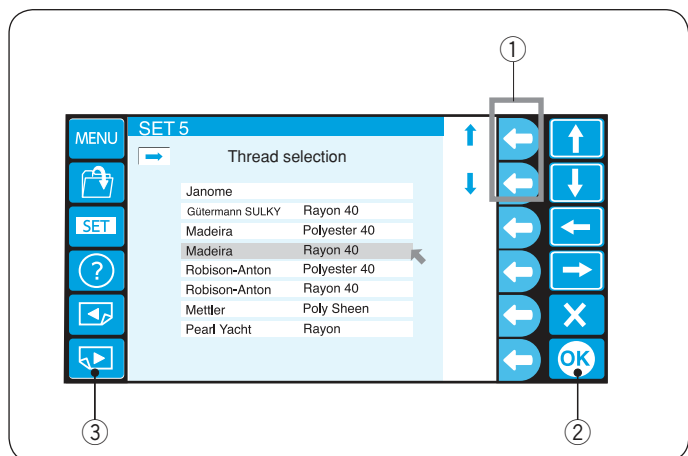 ①
MENU
SET 5
Thread selection
Janome
Gütermann SULKY Rayon 40
SET
Madeira Polyester 40
Madeira Rayon 40
?
Robison-Anton Polyester 40
Robison-Anton Rayon 40
Mettler Poly Sheen
Pearl Yacht Rayon
OK
③
②